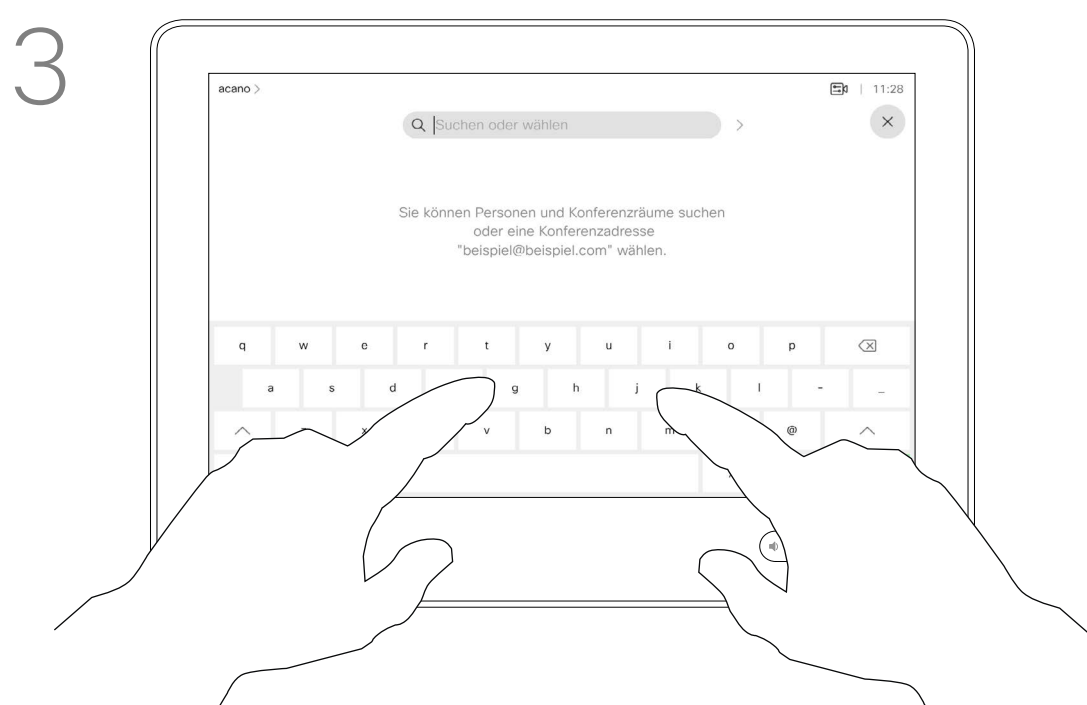 3
acano >
11:28
Suchen oder wählen
Sie können Personen und Konferenzräume suchen
oder eine Konferenzadresse
"beispiel@beispiel.com" wählen.
q w e r t y u i o p
a s d g h j k l - _
x v b n m @